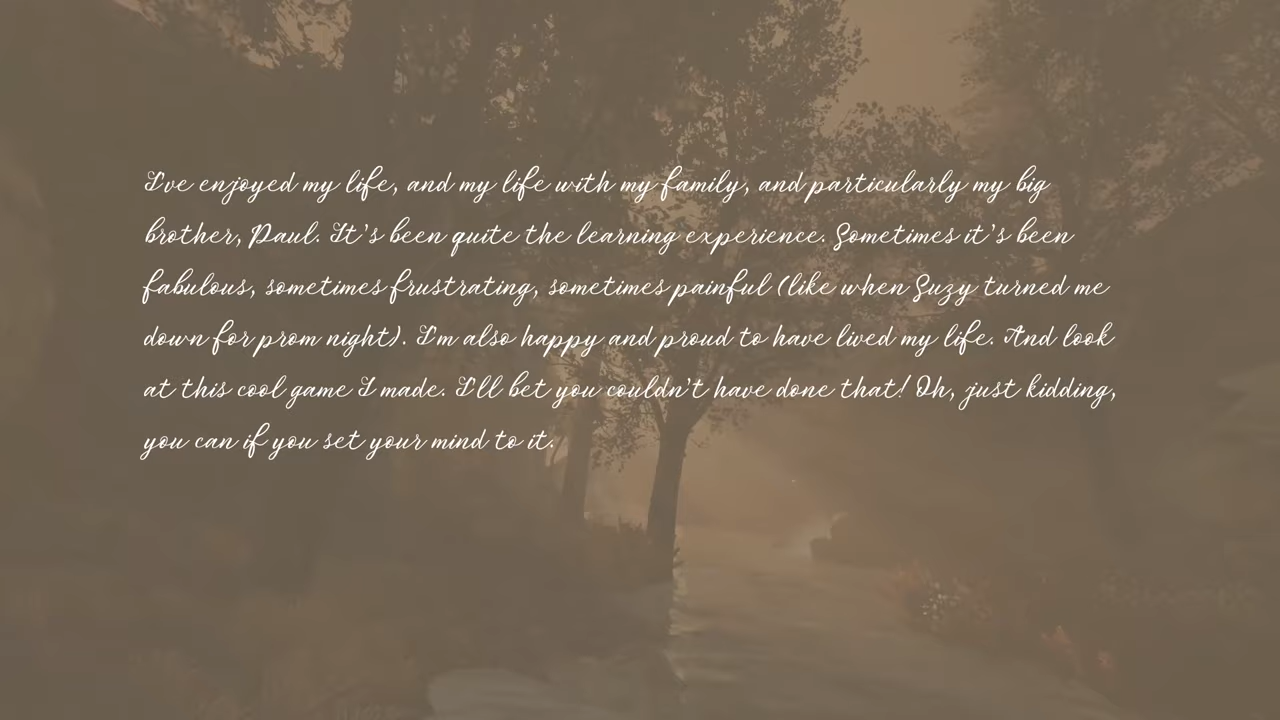 I've enjoyed my life, and my life with my family, and particularly my big
brother, Paul. It's been quite the learning experience. Sometimes it's been
fabulous, sometimes frustrating, sometimes painful (like when Suzy turned me
down for prom night). I'm also happy and proud to have lived my life. And look
at this cool game I made. I'll bet you couldn't have done that! Oh, just kidding,
you can if you set your mind to it.